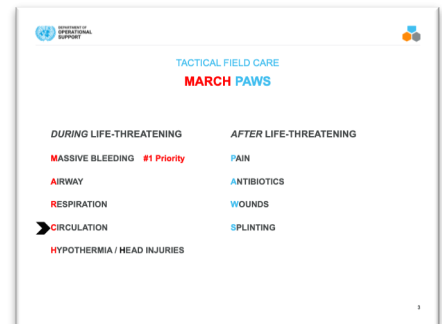 DEPARTMENT OF
OPERATIONAL
SUPPORT
TACTICAL FIELD CARE
MARCH PAWS
DURING LIFE-THREATENING
MASSIVE BLEEDING #1 Priority
AIRWAY
RESPIRATION
CIRCULATION
HYPOTHERMIA / HEAD INJURIES
AFTER LIFE-THREATENING
PAIN
ANTIBIOTICS
WOUNDS
SPLINTING
3